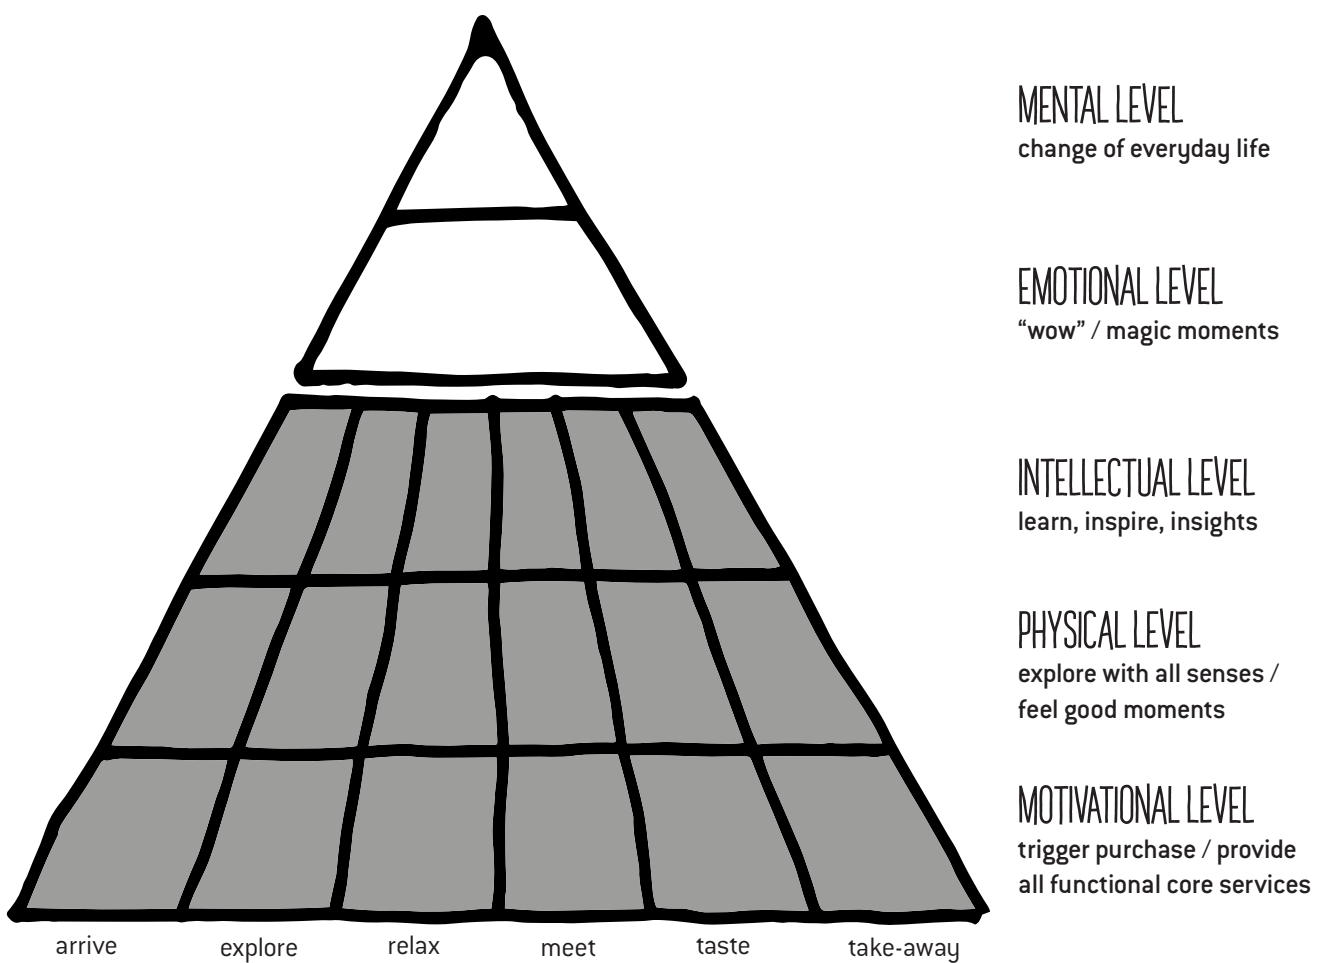 MENTAL LEVEL
change of everyday life
EMOTIONAL LEVEL
“wow” / magic moments
INTELLECTUAL LEVEL
learn, inspire, insights
PHYSICAL LEVEL
explore with all senses /
feel good moments
MOTIVATIONAL LEVEL
trigger purchase / provide
all functional core services
arrive explore relax meet taste take-away